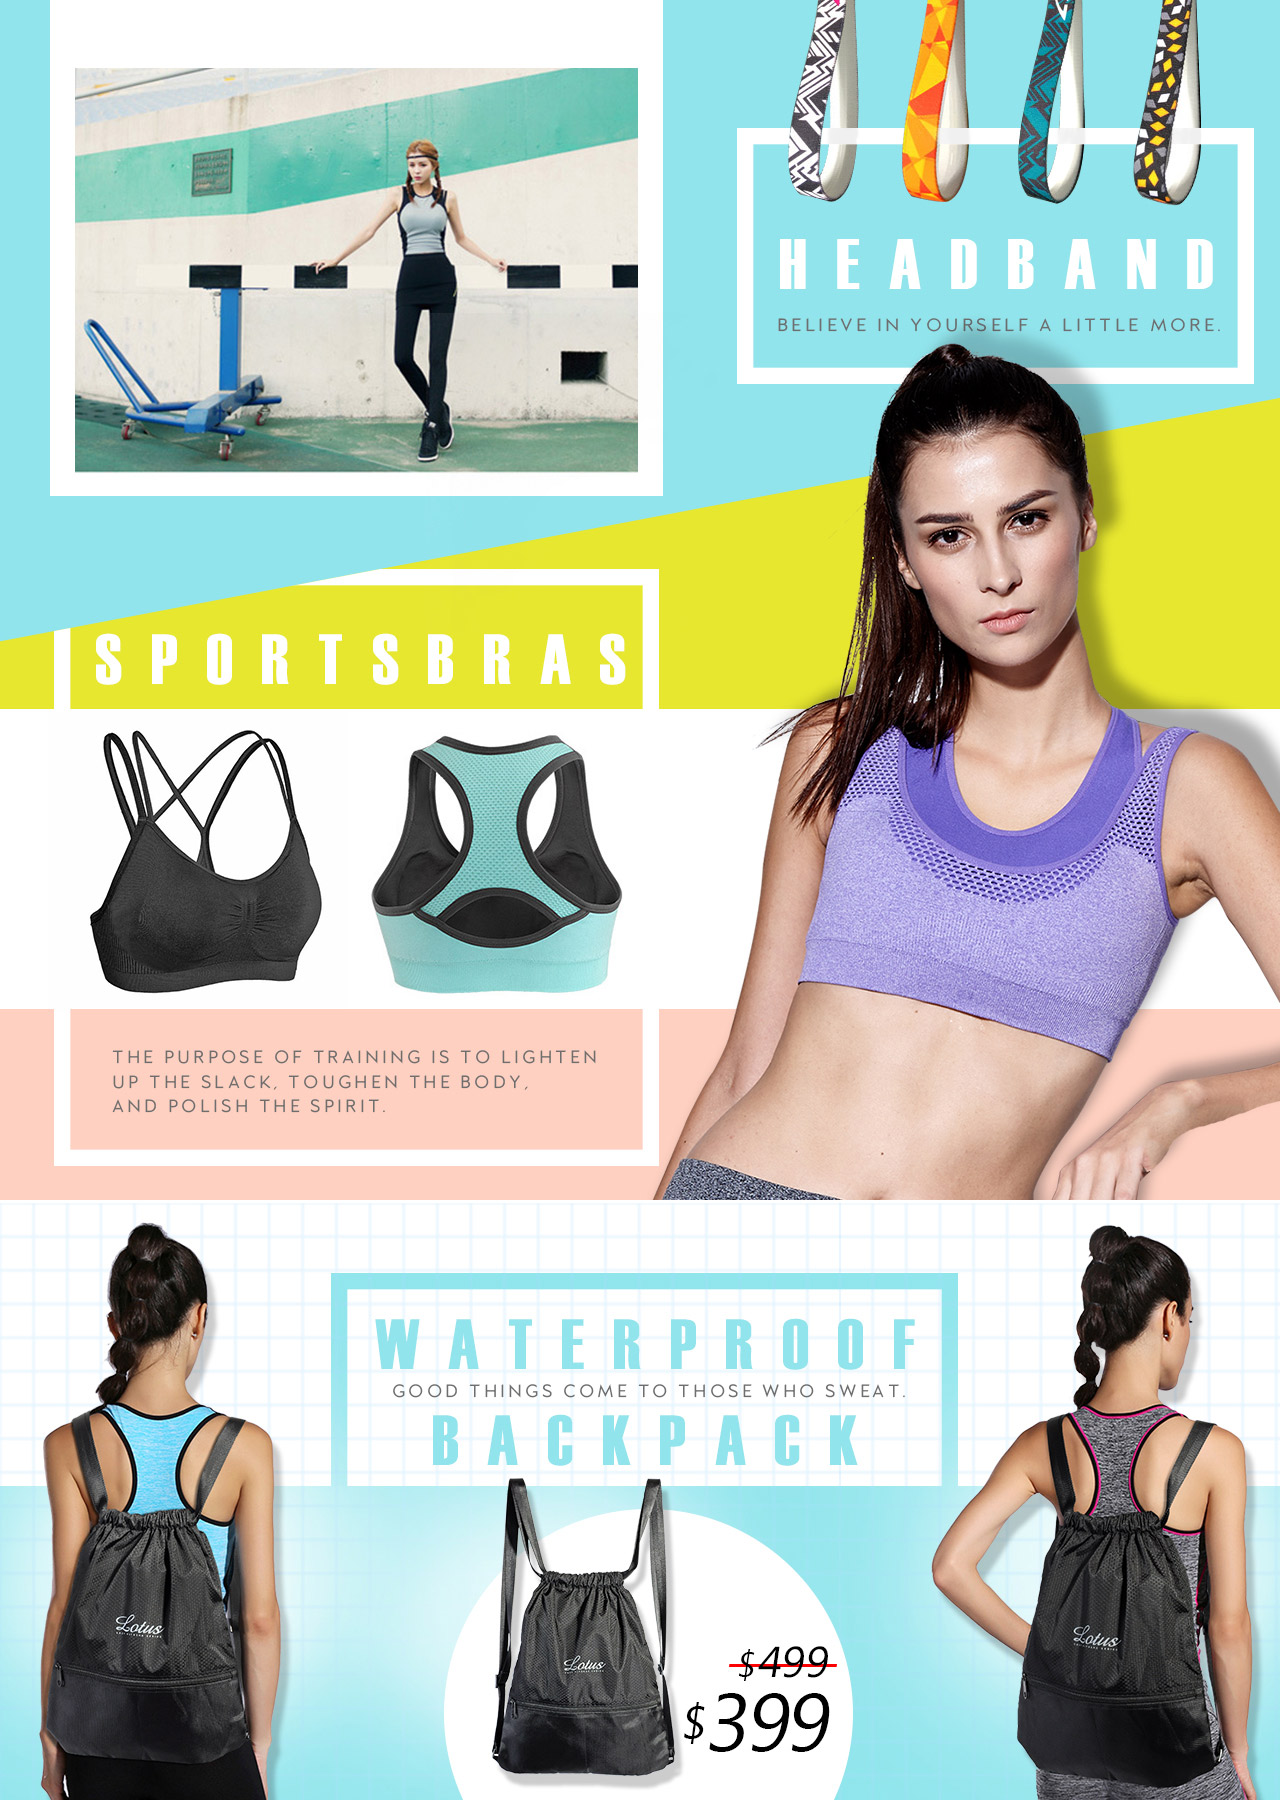 HEADBAND
BELIEVE IN YOURSELF A LITTLE MORE.
SPORTSBRAS
THE PURPOSE OF TRAINING IS TO LIGHTEN
UP THE SLACK, TOUGHEN THE BODY,
AND POLISH THE SPIRIT.
WATERPROOF
GOOD THINGS COME TO THOSE WHO SWEAT.
BACKPACK
Lotus
Lotus
Lotus
$499
$399